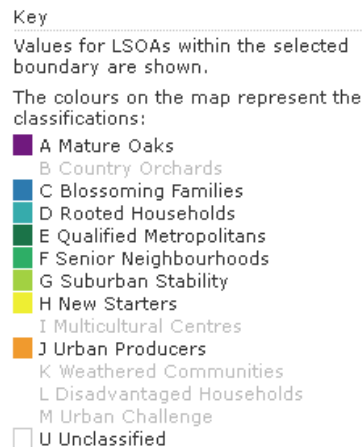 Key
Values for LSOAs within the selected
boundary are shown.
The colours on the map represent the
classifications:
A Mature Oaks
B Country Orchards
C Blossoming Families
D Rooted Households
E Qualified Metropolitans
F Senior Neighbourhoods
G Suburban Stability
H New Starters
I Multicultural Centres
J Urban Producers
K Weathered Communities
L Disadvantaged Households
M Urban Challenge
U Unclassified